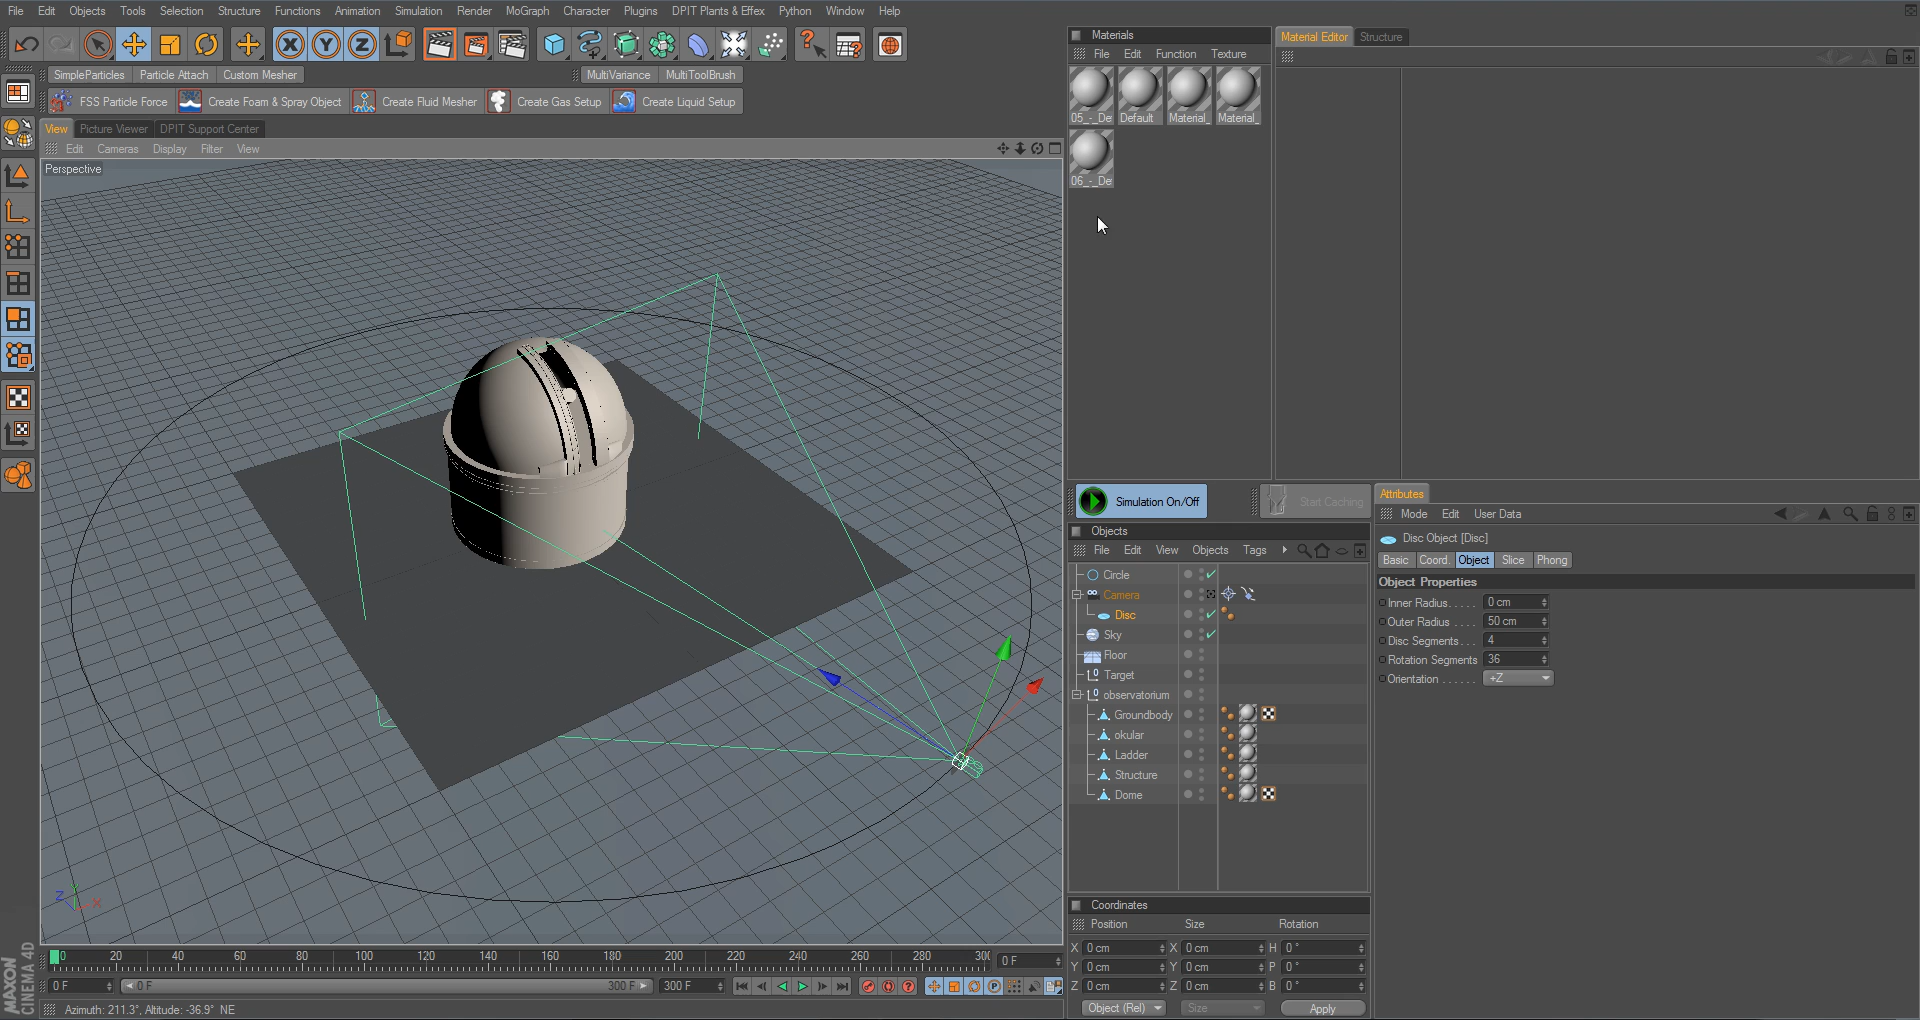 File Edit Objects Tools Selection Structure Functions Animation Simulation Render MoGraph Character Plugins DPIT Plants & Effex Python Window Help
SimpleParticles Particle Attach Custom Mesher MultiVariance MultiToolBrush
FSS Particle Force Create Foam & Spray Object Create Fluid Mesher Create Gas Setup Create Liquid Setup
View Picture Viewer DPIT Support Center
Edit Cameras Display Filter View
Perspective
X Y Z
Materials
File Edit Function Texture
05_-_De Default Material_ Material_
06_-_De
Material Editor Structure
Simulation On/Off Start Caching
Objects
File Edit View Objects Tags
Circle
Camera
Disc
Sky
Floor
Target
observatorium
Groundbody
okular
Ladder
Structure
Dome
Attributes
Mode Edit User Data
Disc Object [Disc]
Basic Coord. Object Slice Phong
Object Properties
Inner Radius. . . . . 0 cm
Outer Radius . . . . 50 cm
Disc Segments. . . 4
Rotation Segments 36
Orientation . . . . . . +Z
Coordinates
Position Size Rotation
X 0 cm X 0 cm H 0 °
Y 0 cm Y 0 cm P 0 °
Z 0 cm Z 0 cm B 0 °
Object (Rel) Size Apply
Z Y X
0 20 40 60 80 100 120 140 160 180 200 220 240 260 280 300 0 F
0 F 0 F 300 F 300 F
Azimuth: 211.3°, Altitude: -36.9° NE
MAXON
CINEMA 4D